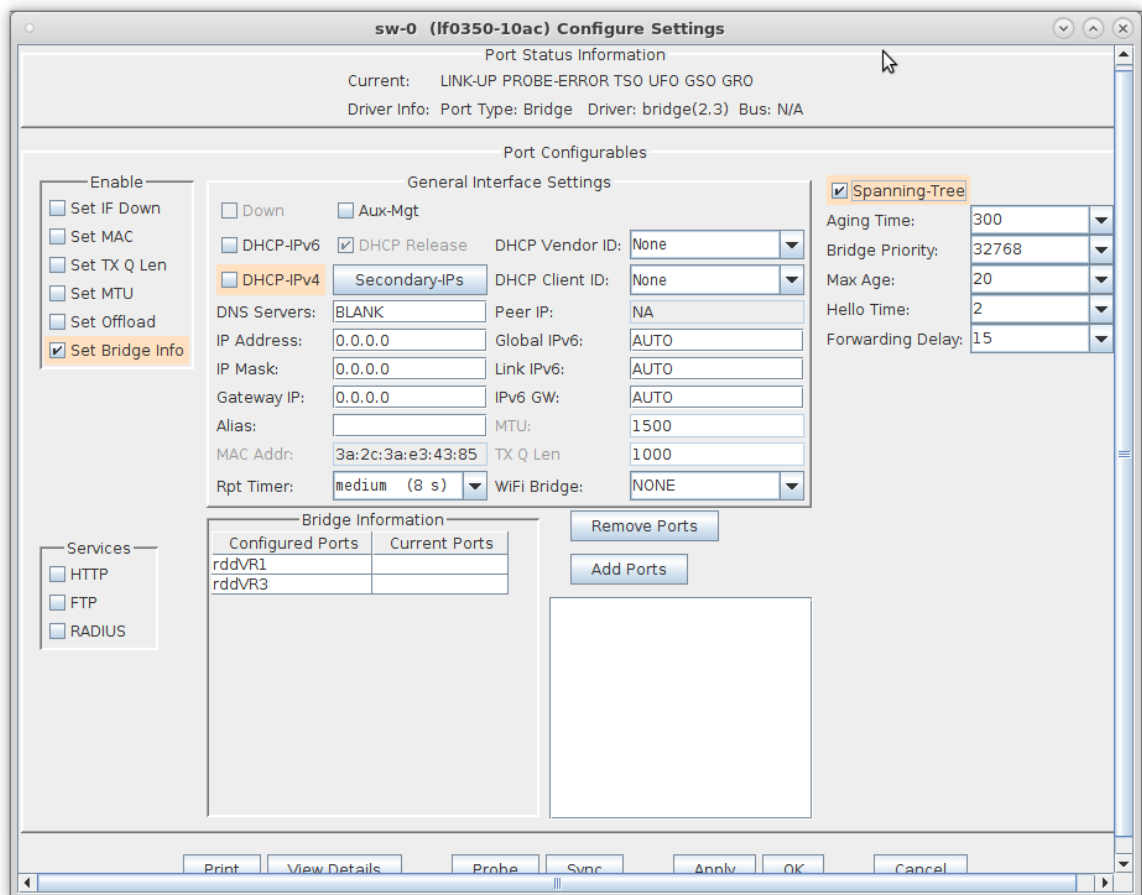 sw-0 (lf0350-10ac) Configure Settings
Port Status Information
Current: LINK-UP PROBE-ERROR TSO UFO GSO GRO
Driver Info: Port Type: Bridge Driver: bridge(2.3) Bus: N/A
Port Configurables
Enable
Set IF Down
Set MAC
Set TX Q Len
Set MTU
Set Offload
Set Bridge Info
General Interface Settings
Down Aux-Mgt
DHCP-IPv6 DHCP Release DHCP Vendor ID: None
DHCP-IPv4 Secondary-IPs DHCP Client ID: None
DNS Servers: BLANK Peer IP: NA
IP Address: 0.0.0.0 Global IPv6: AUTO
IP Mask: 0.0.0.0 Link IPv6: AUTO
Gateway IP: 0.0.0.0 IPv6 GW: AUTO
Alias: MTU: 1500
MAC Addr: 3a:2c:3a:e3:43:85 TX Q Len 1000
Rpt Timer: medium (8 s) WiFi Bridge: NONE
Spanning-Tree
Aging Time: 300
Bridge Priority: 32768
Max Age: 20
Hello Time: 2
Forwarding Delay: 15
Services
HTTP
FTP
RADIUS
Bridge Information
Configured Ports Current Ports
rddVR1
rddVR3
Remove Ports
Add Ports
Print View Details Probe Sync Apply OK Cancel